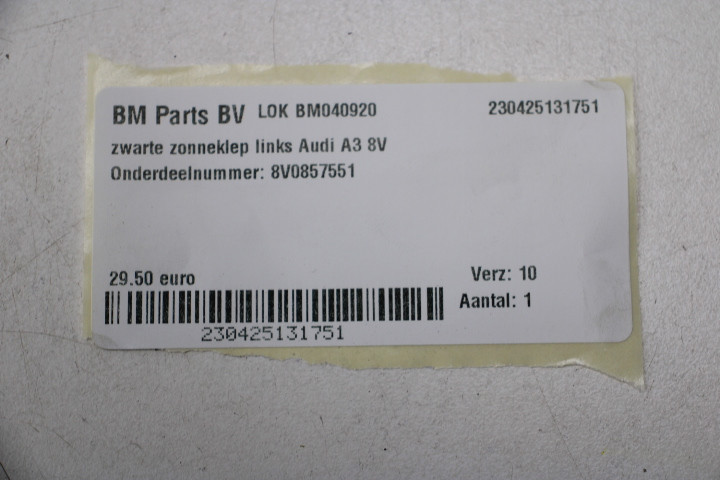 BM Parts BV LOK BM040920 230425131751
zwarte zonneklep links Audi A3 8V
Onderdeelnummer: 8V0857551
29.50 euro Verz: 10
Aantal: 1
230425131751